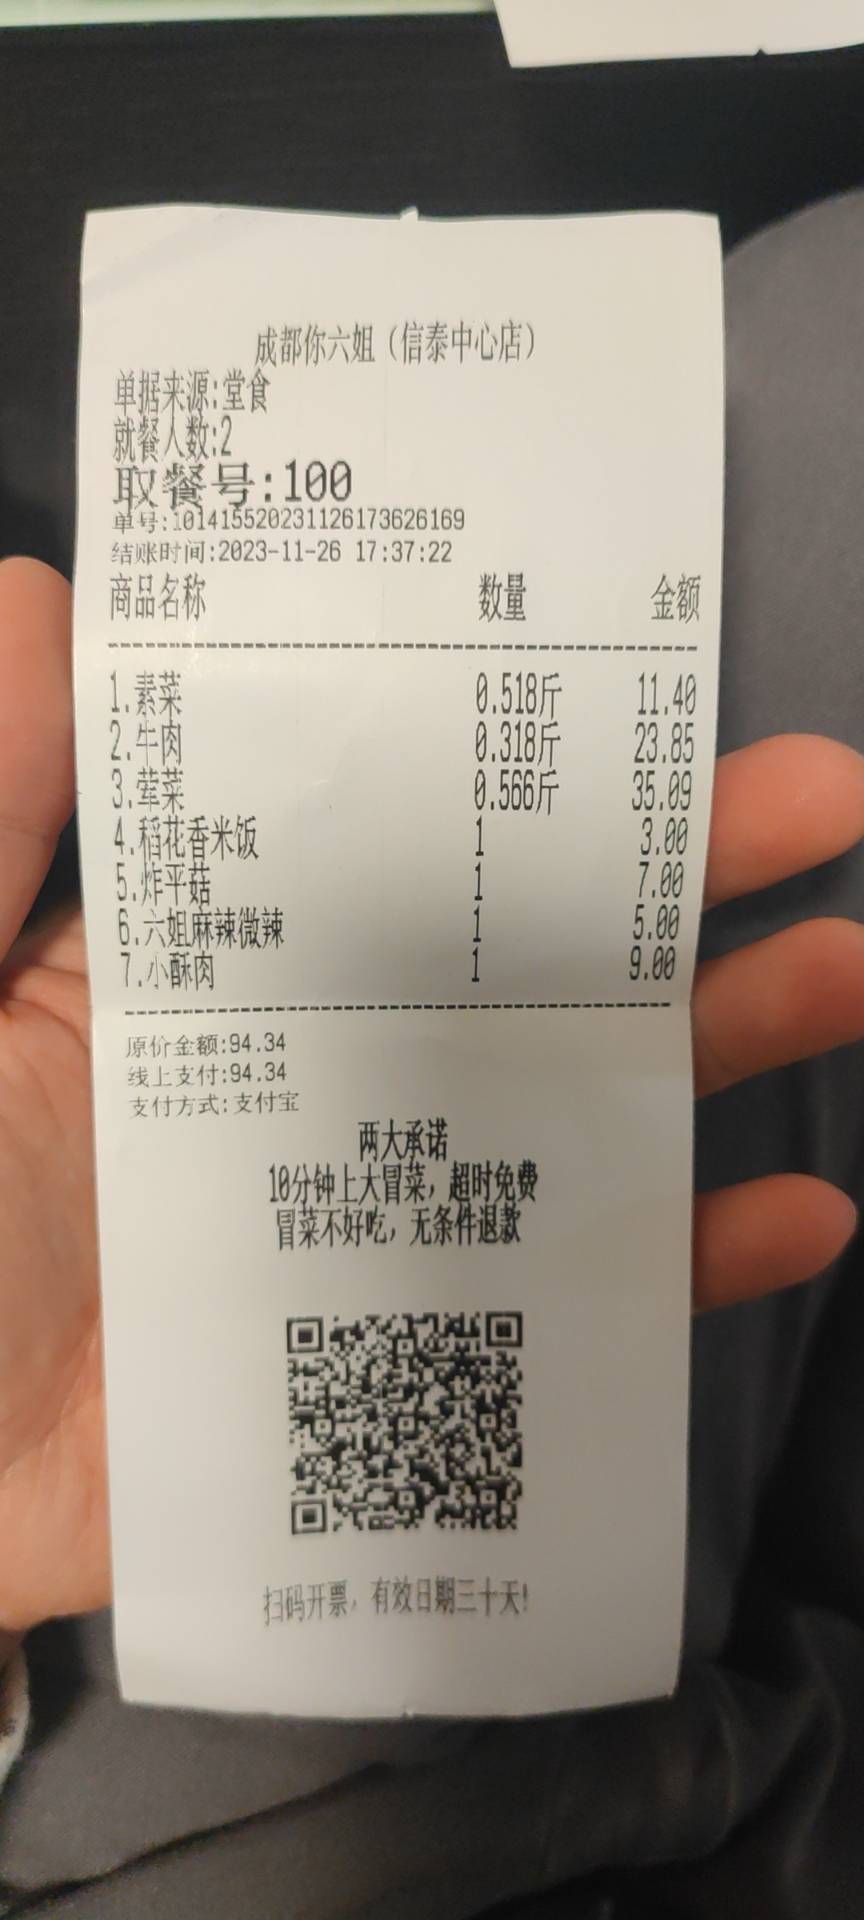 成都你六姐（信泰中心店）
单据来源:堂食
就餐人数:2
取餐号:100
单号:10141552023112617362​6169
结账时间:2023-11-26 17:37:22
商品名称 数量 金额
1.素菜 0.518斤 11.40
2.牛肉 0.318斤 23.85
3.荤菜 0.566斤 35.09
4.稻花香米饭 1 3.00
5.炸平菇 1 7.00
6.六姐麻辣微辣 1 5.00
7.小酥肉 1 9.00
原价金额:94.34
线上支付:94.34
支付方式:支付宝
两大承诺
10分钟上大冒菜，超时免费
冒菜不好吃，无条件退款
扫码开票，有效日期三十天!